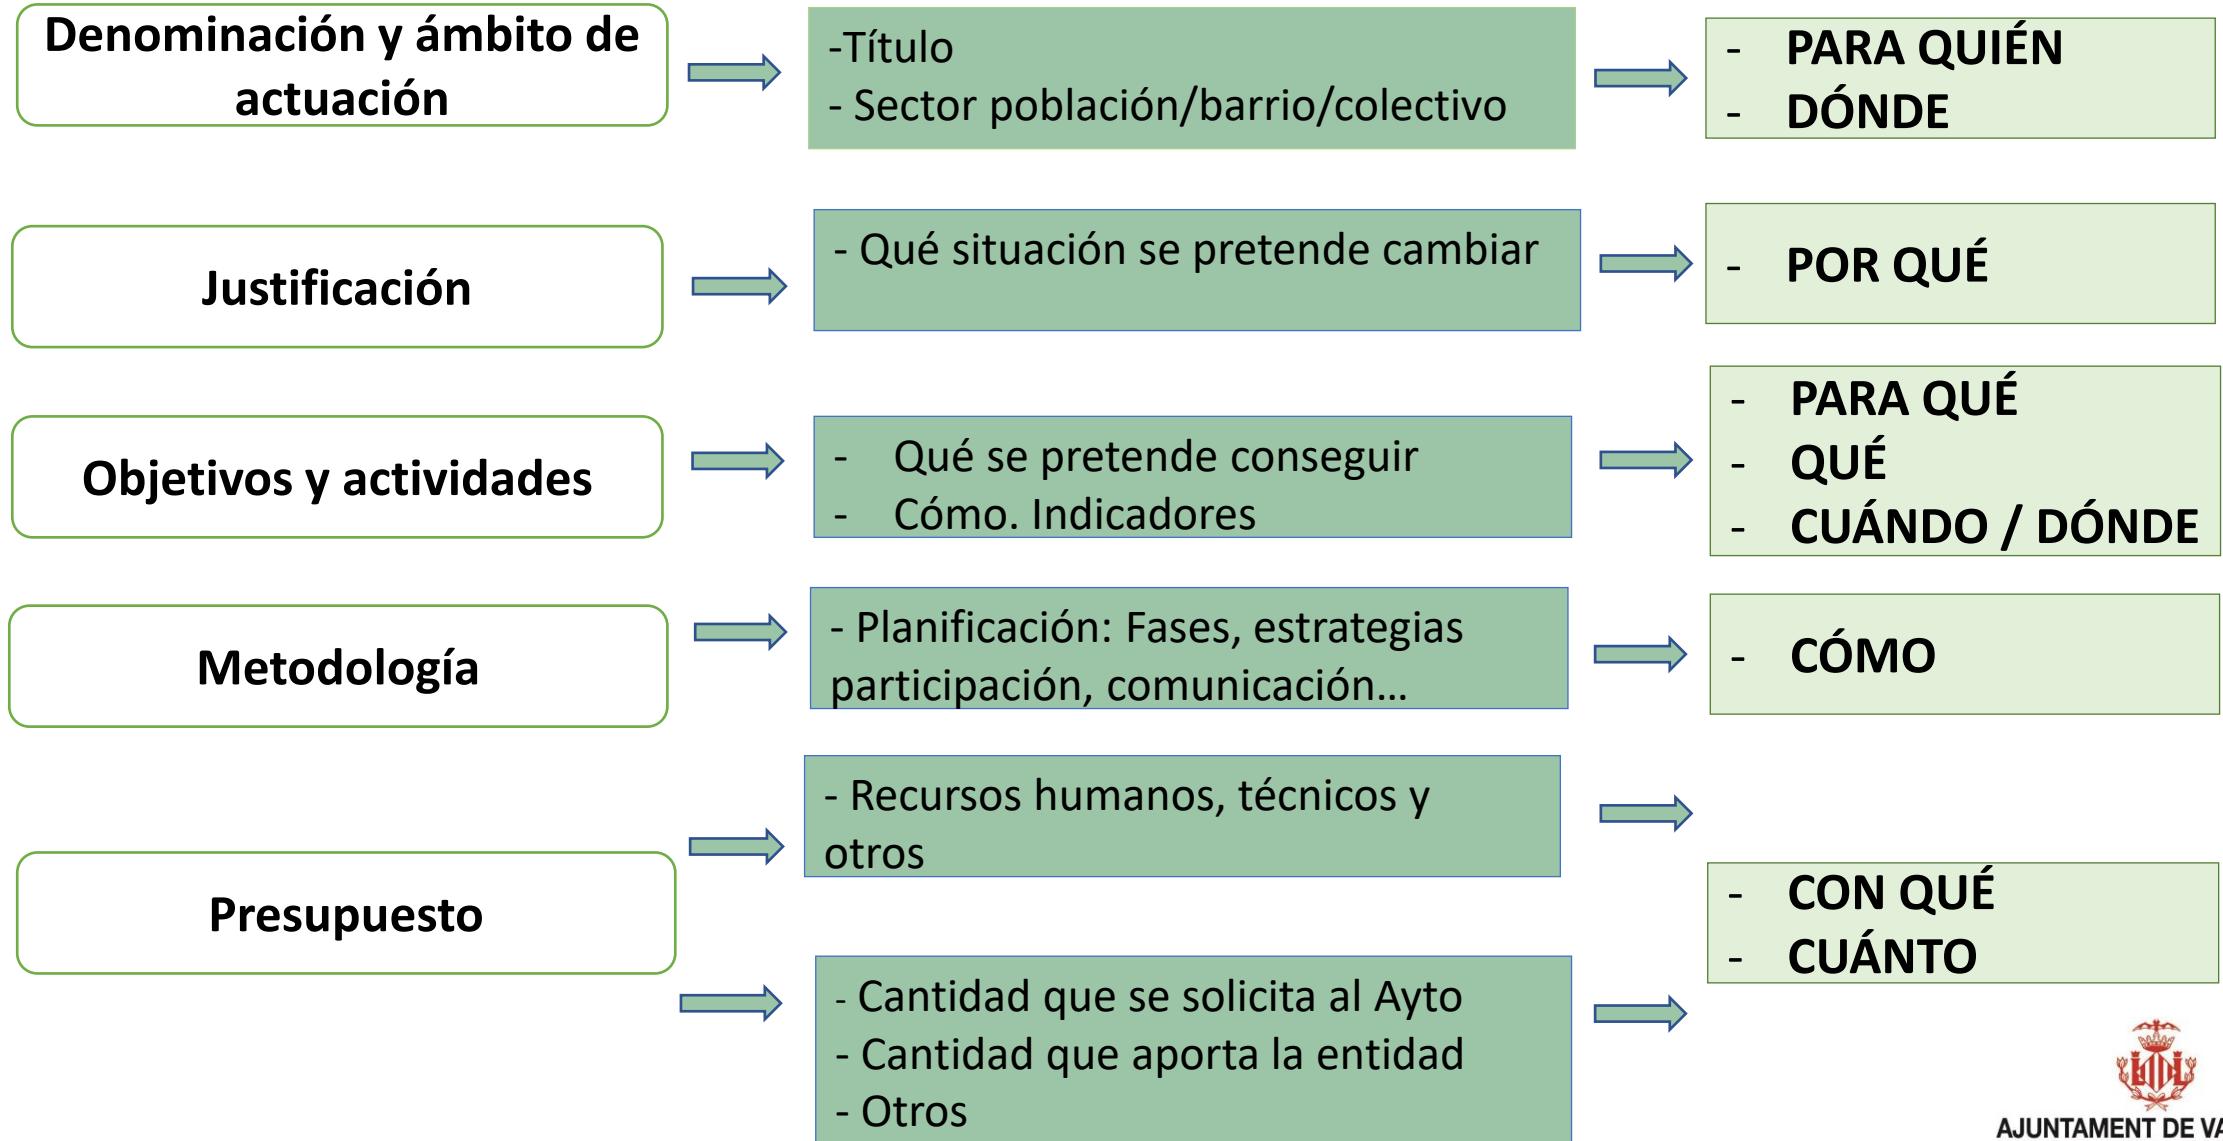 Denominación y ámbito de
actuación
-Título
- Sector población/barrio/colectivo
- PARA QUIÉN
- DÓNDE
Justificación
- Qué situación se pretende cambiar
- POR QUÉ
Objetivos y actividades
- Qué se pretende conseguir
- Cómo. Indicadores
- PARA QUÉ
- QUÉ
- CUÁNDO / DÓNDE
Metodología
- Planificación: Fases, estrategias
participación, comunicación...
- CÓMO
Presupuesto
- Recursos humanos, técnicos y
otros
- Cantidad que se solicita al Ayto
- Cantidad que aporta la entidad
- Otros
- CON QUÉ
- CUÁNTO
AJUNTAMENT DE VA